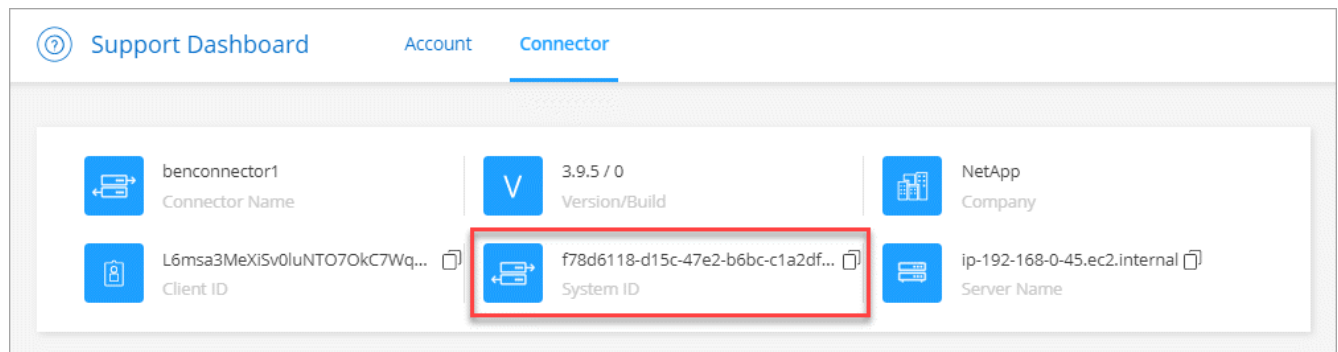 Support Dashboard Account Connector
benconnector1 3.9.5 / 0 NetApp
Connector Name V Version/Build Company
L6msa3MeXiSv0luNTO7OkC7Wq... f78d6118-d15c-47e2-b6bc-c1a2df... ip-192-168-0-45.ec2.internal
Client ID System ID Server Name